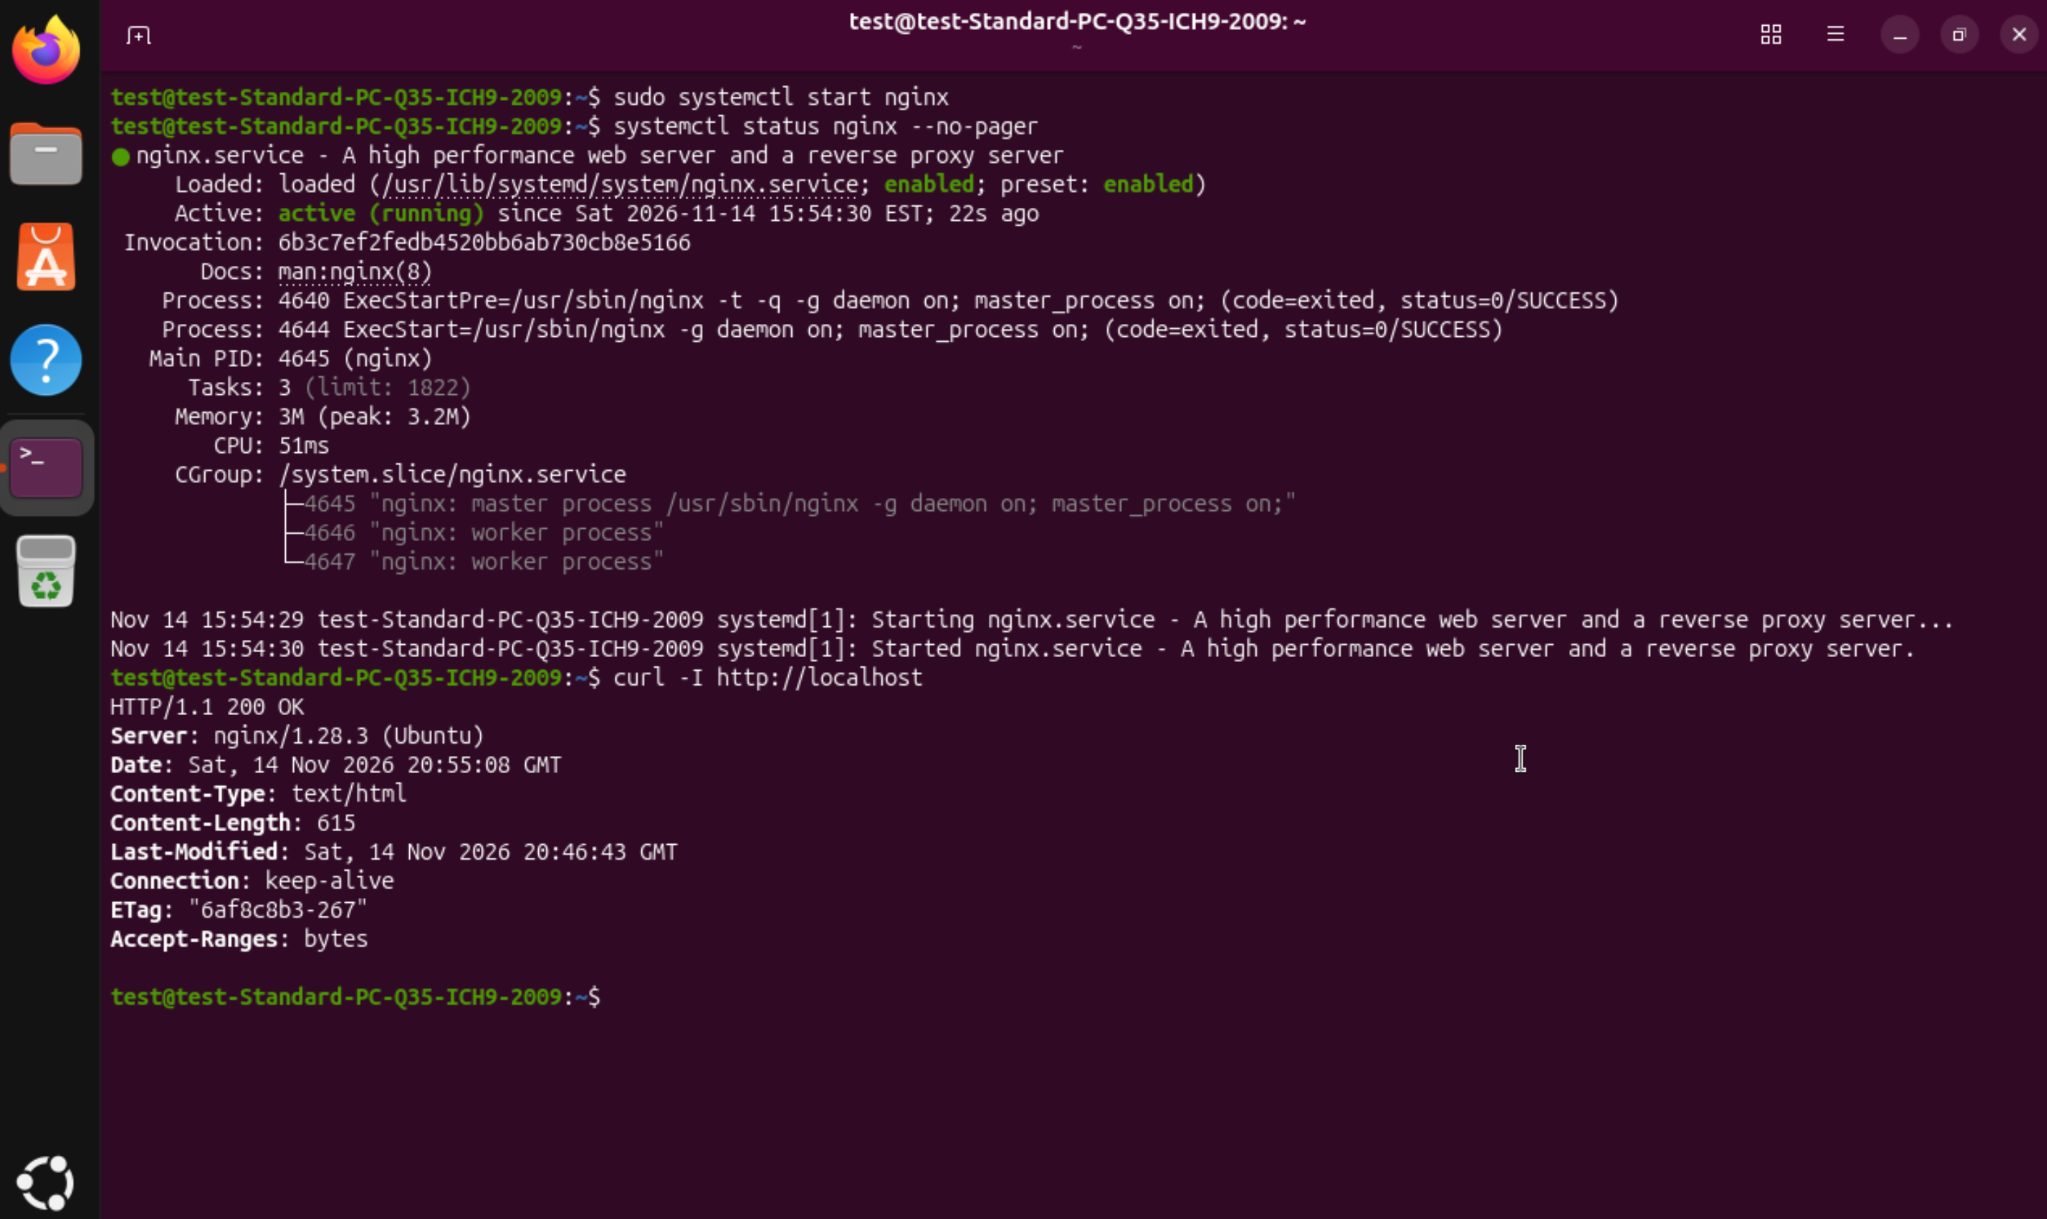 test@test-Standard-PC-Q35-ICH9-2009: ~
~
test@test-Standard-PC-Q35-ICH9-2009:~$ sudo systemctl start nginx
test@test-Standard-PC-Q35-ICH9-2009:~$ systemctl status nginx --no-pager
● nginx.service - A high performance web server and a reverse proxy server
     Loaded: loaded (/usr/lib/systemd/system/nginx.service; enabled; preset: enabled)
     Active: active (running) since Sat 2026-11-14 15:54:30 EST; 22s ago
 Invocation: 6b3c7ef2fedb4520bb6ab730cb8e5166
       Docs: man:nginx(8)
    Process: 4640 ExecStartPre=/usr/sbin/nginx -t -q -g daemon on; master_process on; (code=exited, status=0/SUCCESS)
    Process: 4644 ExecStart=/usr/sbin/nginx -g daemon on; master_process on; (code=exited, status=0/SUCCESS)
   Main PID: 4645 (nginx)
      Tasks: 3 (limit: 1822)
     Memory: 3M (peak: 3.2M)
        CPU: 51ms
     CGroup: /system.slice/nginx.service
             ├─4645 "nginx: master process /usr/sbin/nginx -g daemon on; master_process on;"
             ├─4646 "nginx: worker process"
             └─4647 "nginx: worker process"

Nov 14 15:54:29 test-Standard-PC-Q35-ICH9-2009 systemd[1]: Starting nginx.service - A high performance web server and a reverse proxy server...
Nov 14 15:54:30 test-Standard-PC-Q35-ICH9-2009 systemd[1]: Started nginx.service - A high performance web server and a reverse proxy server.
test@test-Standard-PC-Q35-ICH9-2009:~$ curl -I http://localhost
HTTP/1.1 200 OK
Server: nginx/1.28.3 (Ubuntu)
Date: Sat, 14 Nov 2026 20:55:08 GMT
Content-Type: text/html
Content-Length: 615
Last-Modified: Sat, 14 Nov 2026 20:46:43 GMT
Connection: keep-alive
ETag: "6af8c8b3-267"
Accept-Ranges: bytes

test@test-Standard-PC-Q35-ICH9-2009:~$